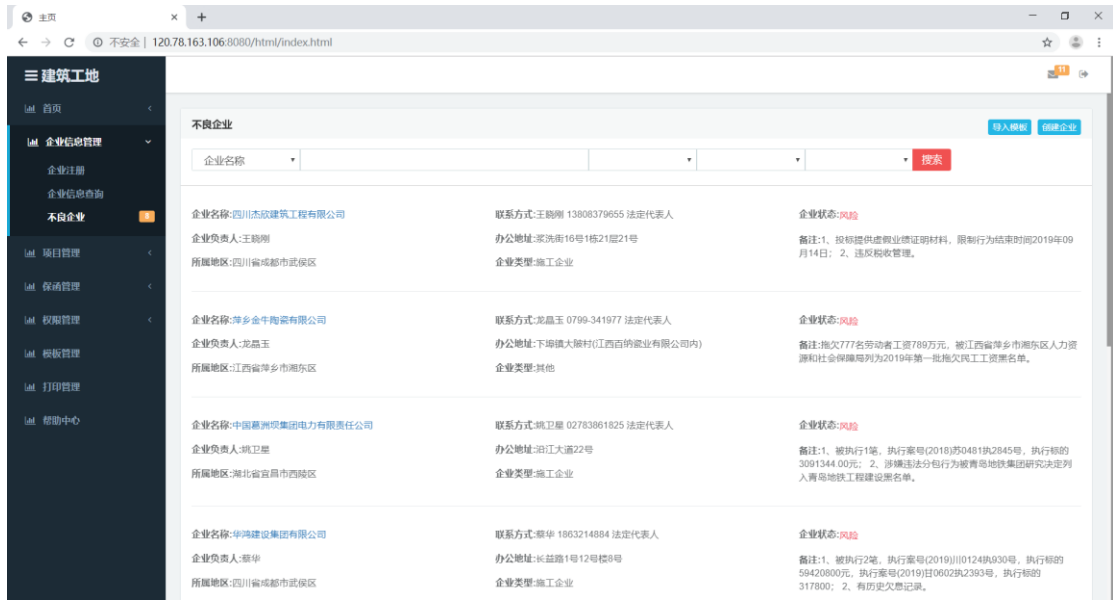 主页
不安全 | 120.78.163.106:8080/html/index.html
建筑工地
11
首页
企业信息管理
企业注册
企业信息查询
不良企业 6
项目管理
保函管理
权限管理
模板管理
打印管理
帮助中心
不良企业
导入模板 创建企业
企业名称 搜索
企业名称:四川杰欣建筑工程有限公司 联系方式:王晓刚 13808379655 法定代表人 企业状态:风险
企业负责人:王晓刚 办公地址:浆洗街16号1栋21层21号 备注:1、投标提供虚假业绩证明材料，限制行为结束时间2019年09
月14日； 2、违反税收管理。
所属地区:四川省成都市武侯区 企业类型:施工企业
企业名称:萍乡金牛陶瓷有限公司 联系方式:龙晶玉 0799-341977 法定代表人 企业状态:风险
企业负责人:龙晶玉 办公地址:下埠镇大陂村(江西百纳瓷业有限公司内) 备注:拖欠777名劳动者工资789万元，被江西省萍乡市湘东区人力资
源和社会保障局列为2019年第一批拖欠民工工资黑名单。
所属地区:江西省萍乡市湘东区 企业类型:其他
企业名称:中国葛洲坝集团电力有限责任公司 联系方式:姚卫星 02783861825 法定代表人 企业状态:风险
企业负责人:姚卫星 办公地址:沿江大道22号 备注:1、被执行1笔，执行案号(2018)苏0481执2845号，执行标的
3091344.00元； 2、涉嫌违法分包行为被青岛地铁集团研究决定列
入青岛地铁工程建设黑名单。
所属地区:湖北省宜昌市西陵区 企业类型:施工企业
企业名称:华鸿建设集团有限公司 联系方式:蔡华 1863214884 法定代表人 企业状态:风险
企业负责人:蔡华 办公地址:长益路1号12号楼8号 备注:1、被执行2笔，执行案号(2019)川0124执930号，执行标的
59420800元，执行案号(2019)甘0602执2393号，执行标的
317800； 2、有历史欠息记录。
所属地区:四川省成都市武侯区 企业类型:施工企业